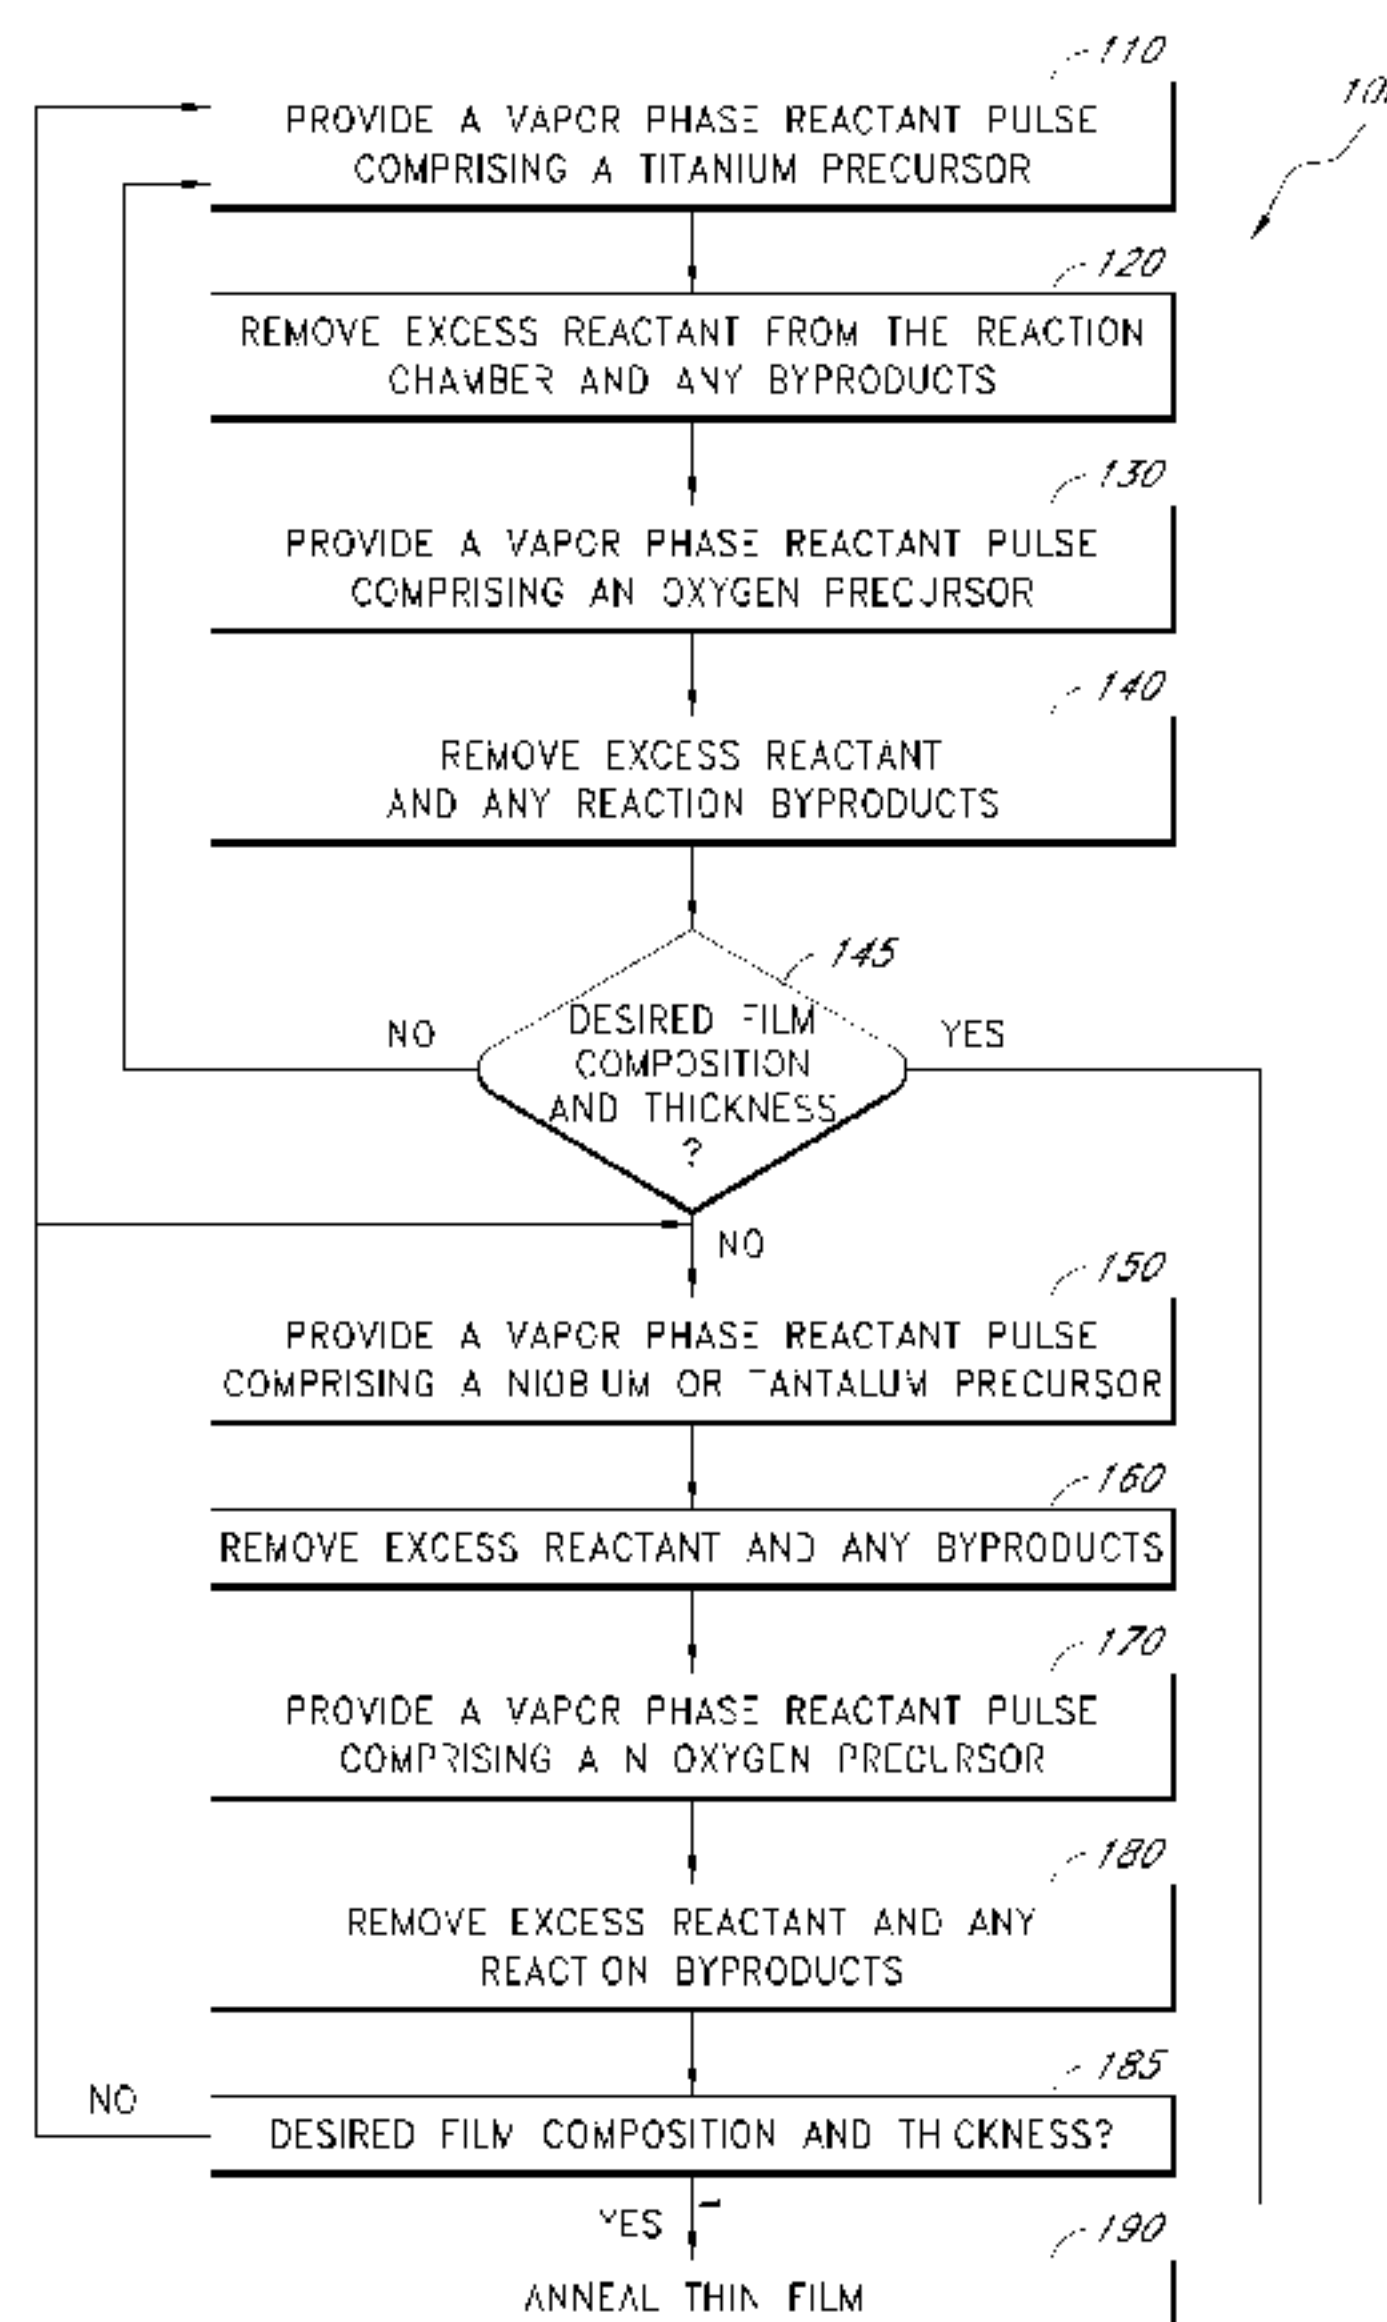 110
PROVIDE A VAPOR PHASE REACTANT PULSE
COMPRISING A TITANIUM PRECURSOR
120
REMOVE EXCESS REACTANT FROM THE REACTION
CHAMBER AND ANY BYPRODUCTS
130
PROVIDE A VAPOR PHASE REACTANT PULSE
COMPRISING AN OXYGEN PRECURSOR
140
REMOVE EXCESS REACTANT
AND ANY REACTION BYPRODUCTS
145
NO
YES
DESIRED FILM
COMPOSITION
AND THICKNESS
?
NO
150
PROVIDE A VAPOR PHASE REACTANT PULSE
COMPRISING A NIOBIUM OR TANTALUM PRECURSOR
160
REMOVE EXCESS REACTANT AND ANY BYPRODUCTS
170
PROVIDE A VAPOR PHASE REACTANT PULSE
COMPRISING AN OXYGEN PRECURSOR
180
REMOVE EXCESS REACTANT AND ANY
REACTION BYPRODUCTS
185
NO
DESIRED FILM COMPOSITION AND THICKNESS?
YES
190
ANNEAL THIN FILM